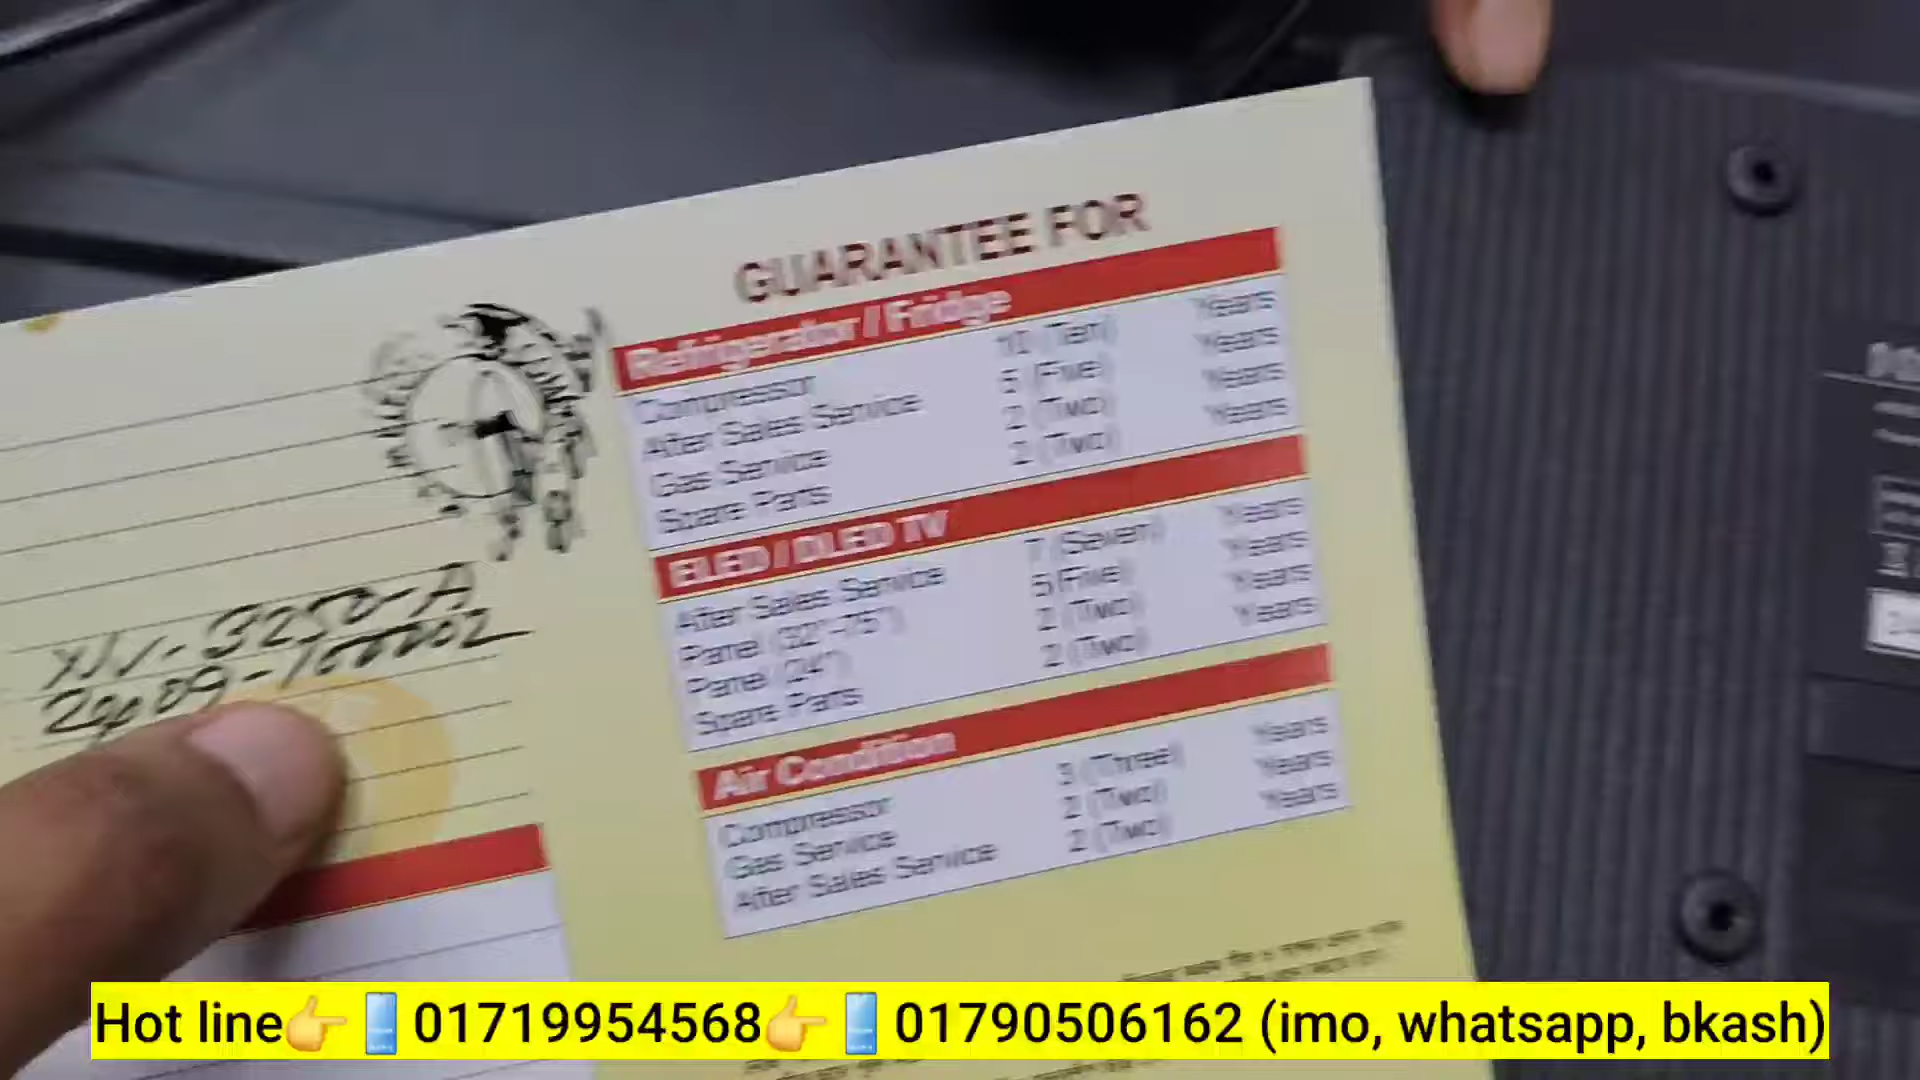 GUARANTEE FOR
Refrigerator / Fridge
Compressor 10 (Ten) Years
After Sales Service 5 (Five) Years
Gas Service 2 (Two) Years
Spare Parts 2 (Two) Years
ELED / DLED TV
After Sales Service 7 (Seven) Years
Panel (32"-75") 5 (Five) Years
Panel (24") 2 (Two) Years
Spare Parts 2 (Two) Years
Air Condition
Compressor 3 (Three) Years
Gas Service 2 (Two) Years
After Sales Service 2 (Two) Years
Hot line👉📱01719954568👉📱01790506162 (imo, whatsapp, bkash)